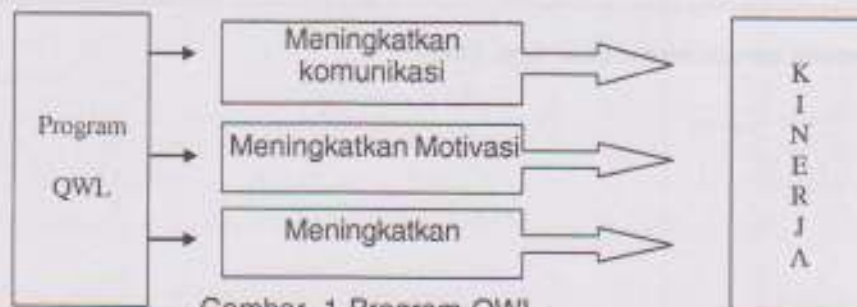 Program
QWL
Meningkatkan
komunikasi
Meningkatkan Motivasi
Meningkatkan
K
I
N
E
R
J
A
Gambar 1 Program QWL